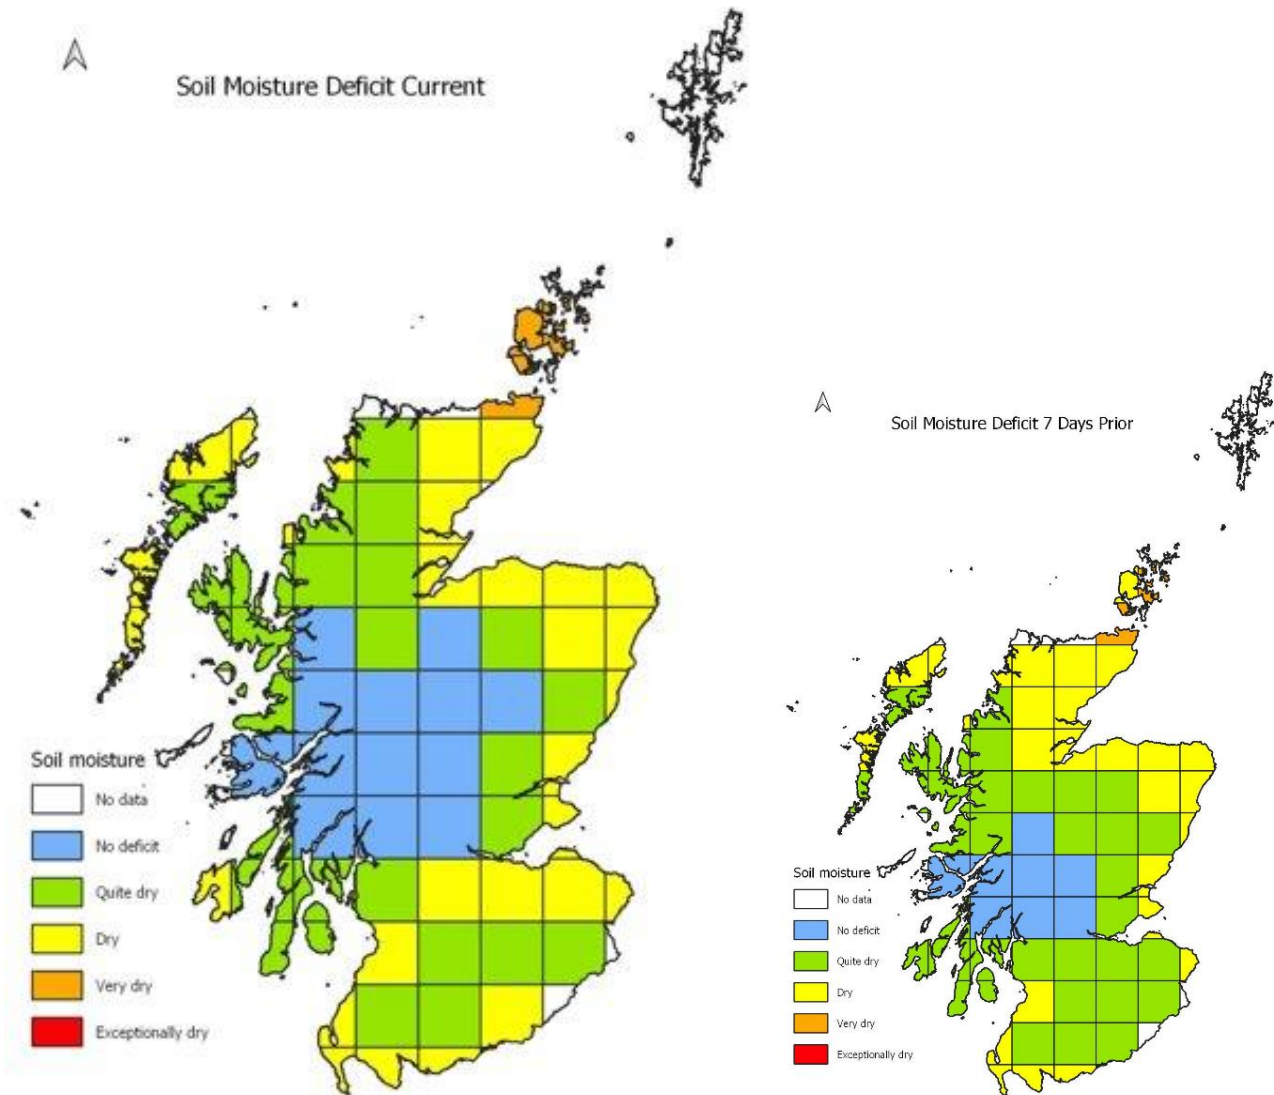 Soil Moisture Deficit Current
Soil moisture
No data
No deficit
Quite dry
Dry
Very dry
Exceptionally dry
Soil Moisture Deficit 7 Days Prior
Soil moisture
No data
No deficit
Quite dry
Dry
Very dry
Exceptionally dry